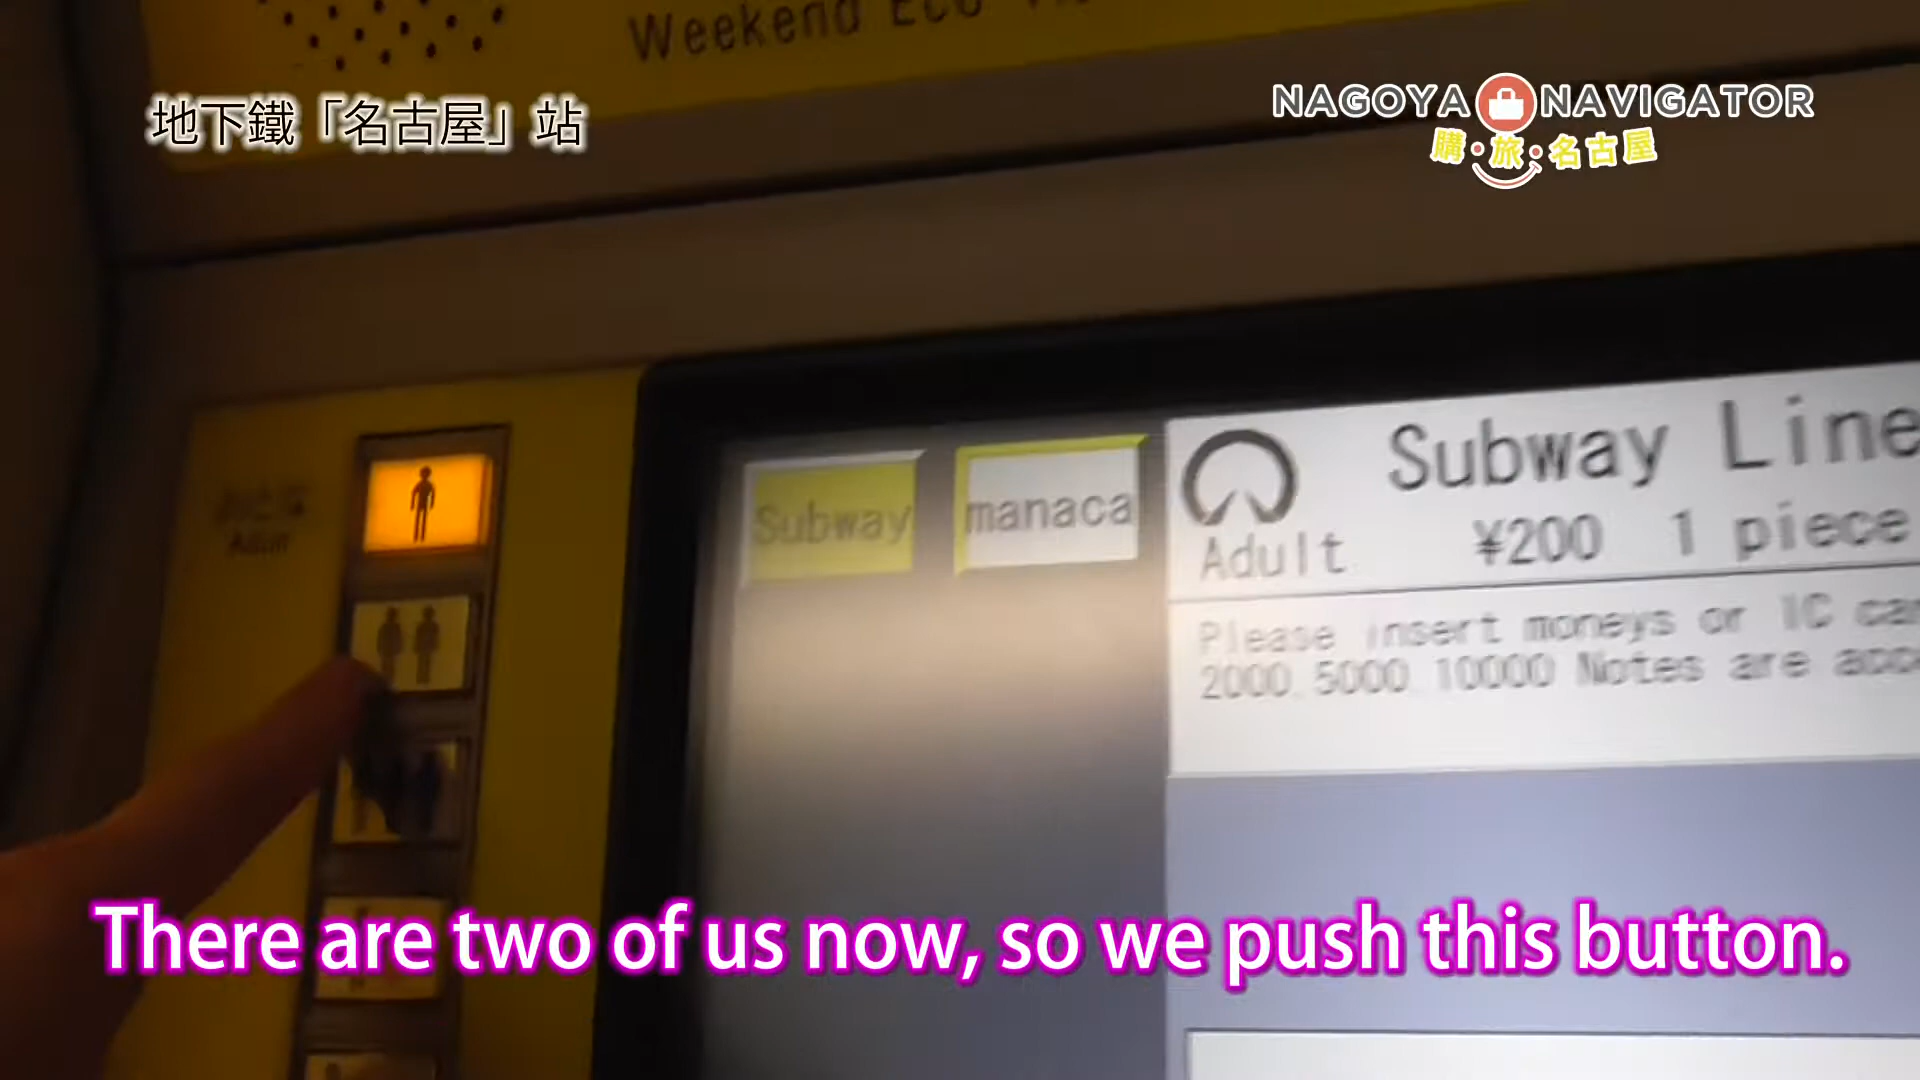 Weekend Eco
地下鐵「名古屋」站
NAGOYA NAVIGATOR
購・旅・名古屋
Subway
manaca
Subway Line
Adult ¥200 1 piece
Adult
Please insert moneys or IC
2000 5000 10000 Notes are
There are two of us now, so we push this button.